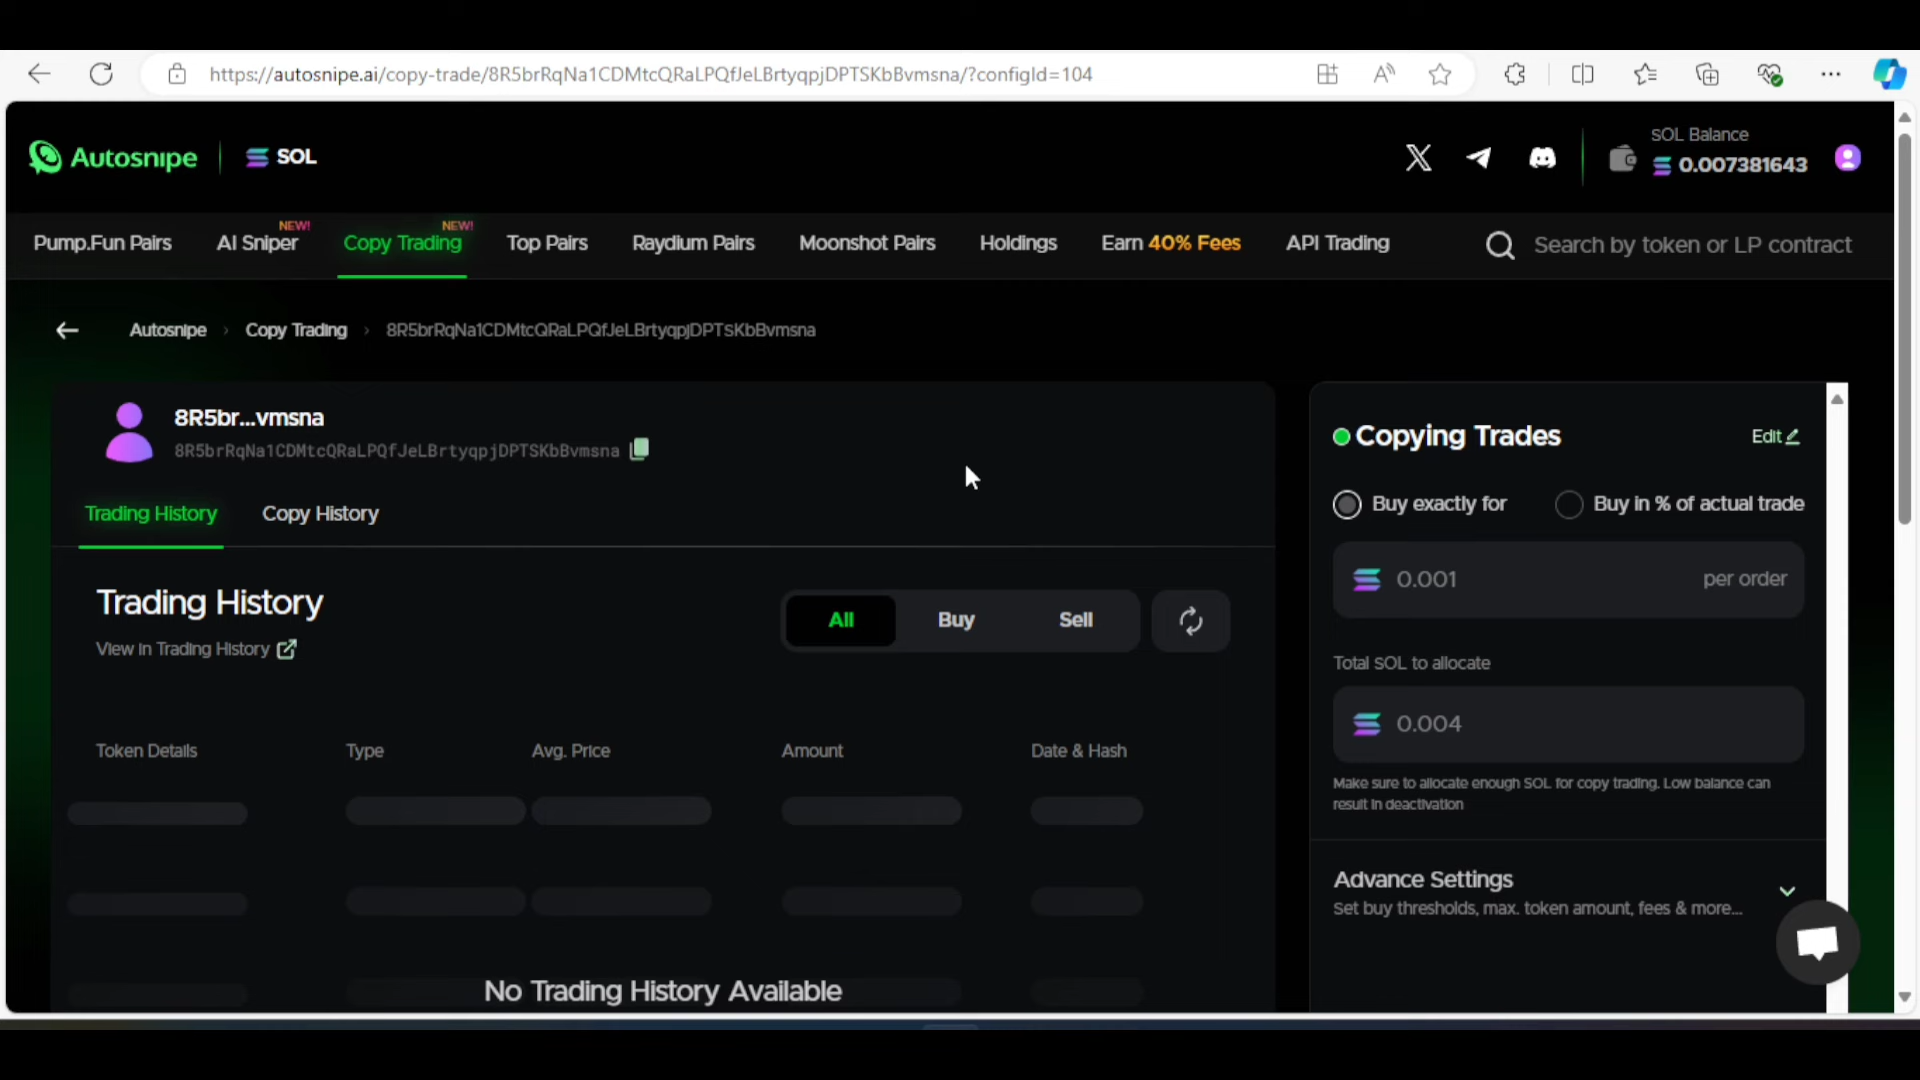 https://autosnipe.ai/copy-trade/8R5brRqNa1CDMtcQRaLPQfJeLBrtyqpjDPTSKbBvmsna/?configId=104
Autosnipe
SOL
SOL Balance
0.007381643
Pump.Fun Pairs
AI Sniper
NEW!
Copy Trading
NEW!
Top Pairs
Raydium Pairs
Moonshot Pairs
Holdings
Earn 40% Fees
API Trading
Search by token or LP contract
Autosnipe
Copy Trading
8R5brRqNa1CDMtcQRaLPQfJeLBrtyqpjDPTSKbBvmsna
8R5br...vmsna
8R5brRqNa1CDMtcQRaLPQfJeLBrtyqpjDPTSKbBvmsna
Trading History
Copy History
Trading History
View in Trading History
All
Buy
Sell
Token Details
Type
Avg. Price
Amount
Date & Hash
No Trading History Available
Copying Trades
Edit
Buy exactly for
Buy in % of actual trade
0.001
per order
Total SOL to allocate
0.004
Make sure to allocate enough SOL for copy trading. Low balance can
result in deactivation
Advance Settings
Set buy thresholds, max. token amount, fees & more...